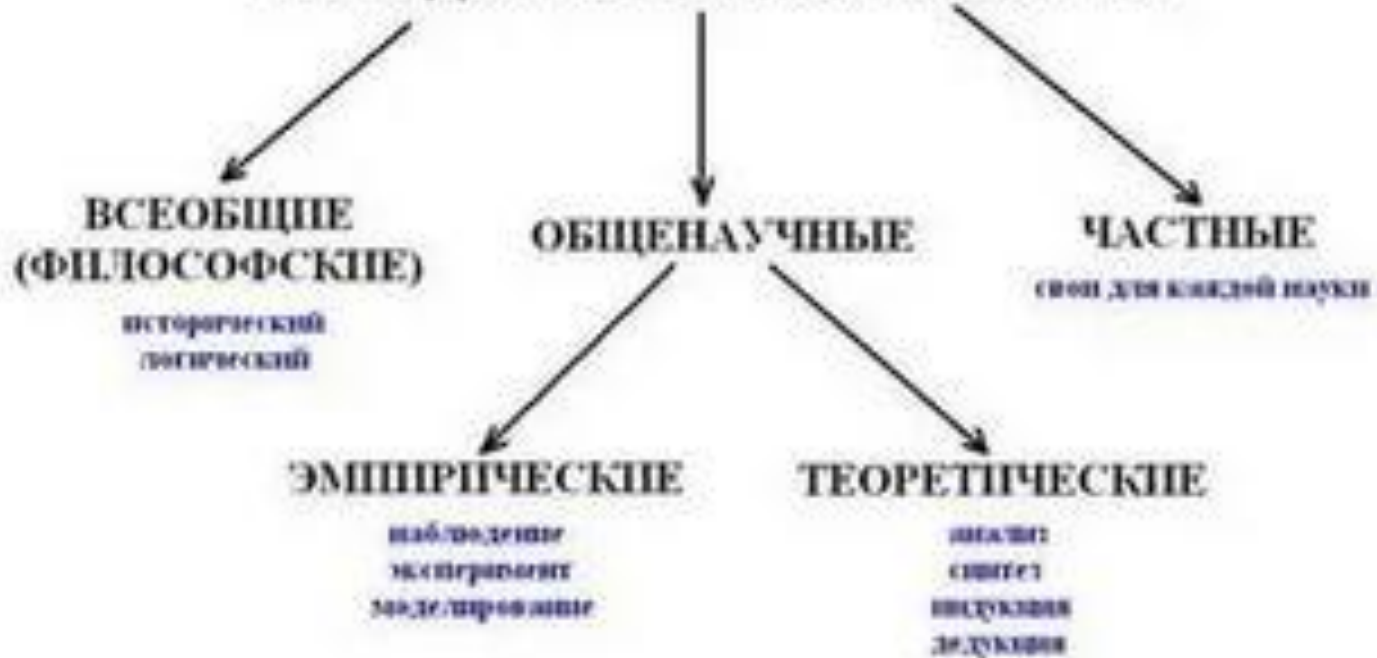 ВСЕОБЩИЕ
(ФИЛОСОФСКИЕ)
исторический
логический
ОБЩЕНАУЧНЫЕ
ЧАСТНЫЕ
свои для каждой науки
ЭМПИРИЧЕСКИЕ
наблюдение
эксперимент
моделирование
ТЕОРЕТИЧЕСКИЕ
анализ
синтез
индукция
дедукция